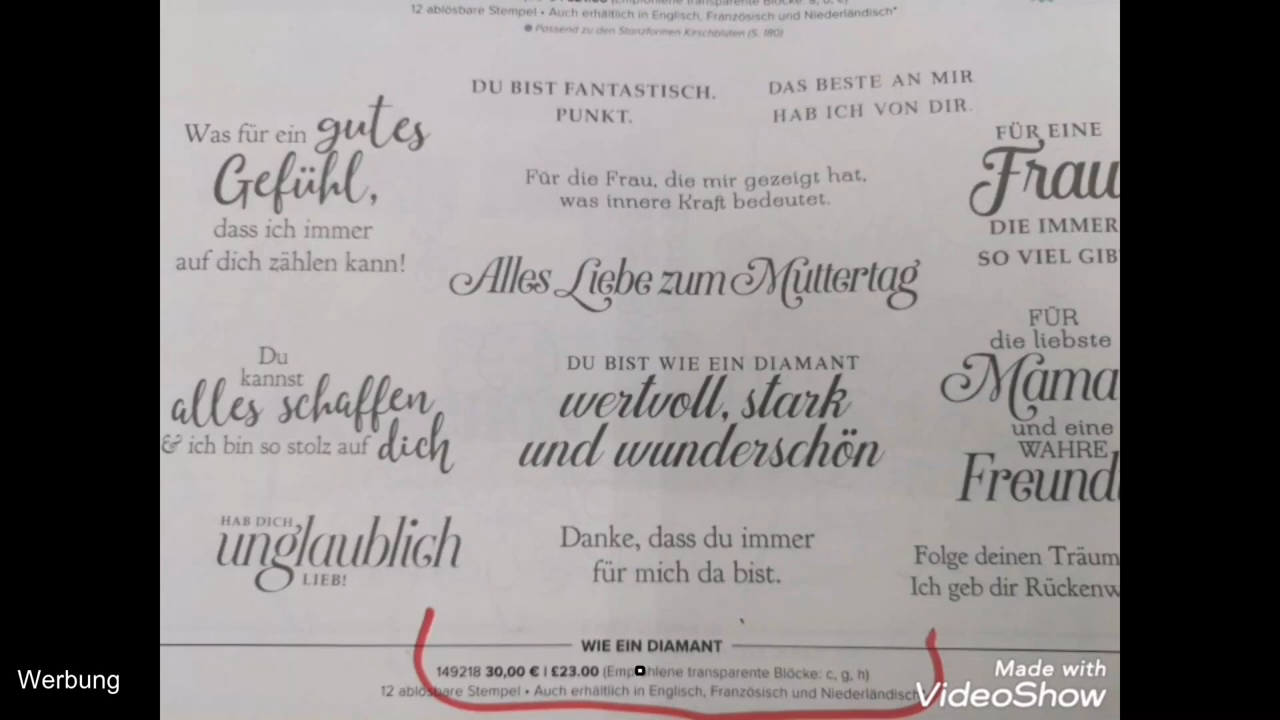 12 ablösbare Stempel • Auch erhältlich in Englisch, Französisch und Niederländisch*
Passend zu den Stanzformen Kirschblüten (S. 180)
DU BIST FANTASTISCH.
PUNKT.
DAS BESTE AN MIR
HAB ICH VON DIR.
Was für ein gutes
Gefühl,
dass ich immer
auf dich zählen kann!
Für die Frau, die mir gezeigt hat,
was innere Kraft bedeutet.
FÜR EINE
Frau
DIE IMMER
SO VIEL GIB
Alles Liebe zum Muttertag
Du
kannst
alles schaffen
& ich bin so stolz auf dich
DU BIST WIE EIN DIAMANT
wertvoll, stark
und wunderschön
FÜR
die liebste
Mama
und eine
WAHRE
Freund
HAB DICH
unglaublich
LIEB!
Danke, dass du immer
für mich da bist.
Folge deinen Träum
Ich geb dir Rückenw
WIE EIN DIAMANT
149218 30,00 € | £23.00 (Empfohlene transparente Blöcke: c, g, h)
12 ablösbare Stempel • Auch erhältlich in Englisch, Französisch und Niederländisch
Werbung
Made with
VideoShow